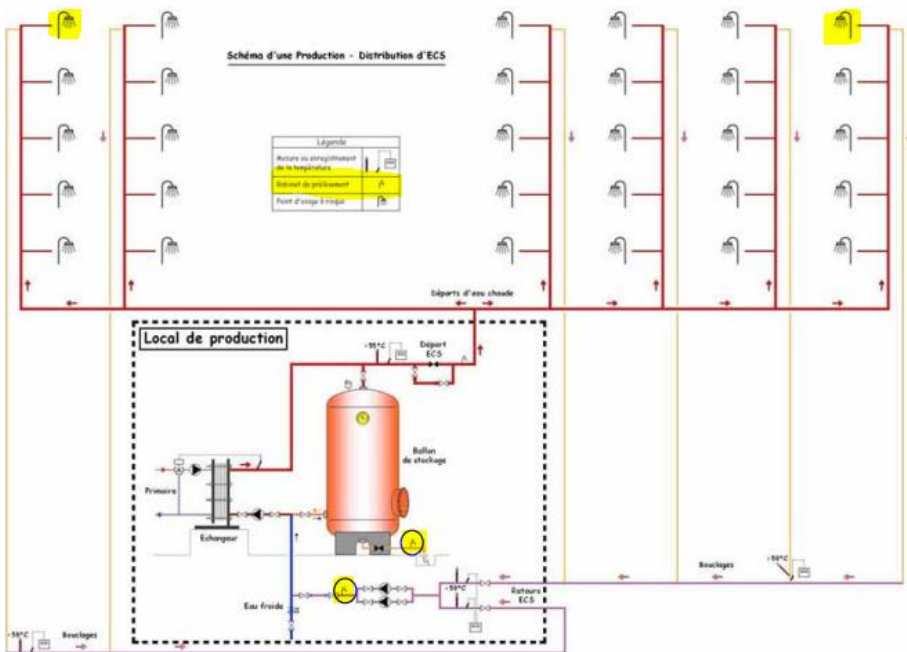 Schéma d'une Production - Distribution d'ECS
Légende
Mesure ou enregistrement
de la température
Robinet de prélèvement
Point d'usage à risque
Départs d'eau chaude
Local de production
>55°C
Départ
ECS
Ballon
de stockage
Primaire
Echangeur
Eau froide
>50°C
>50°C
Retours
ECS
Bouclages
>50°C
>50°C
Bouclages